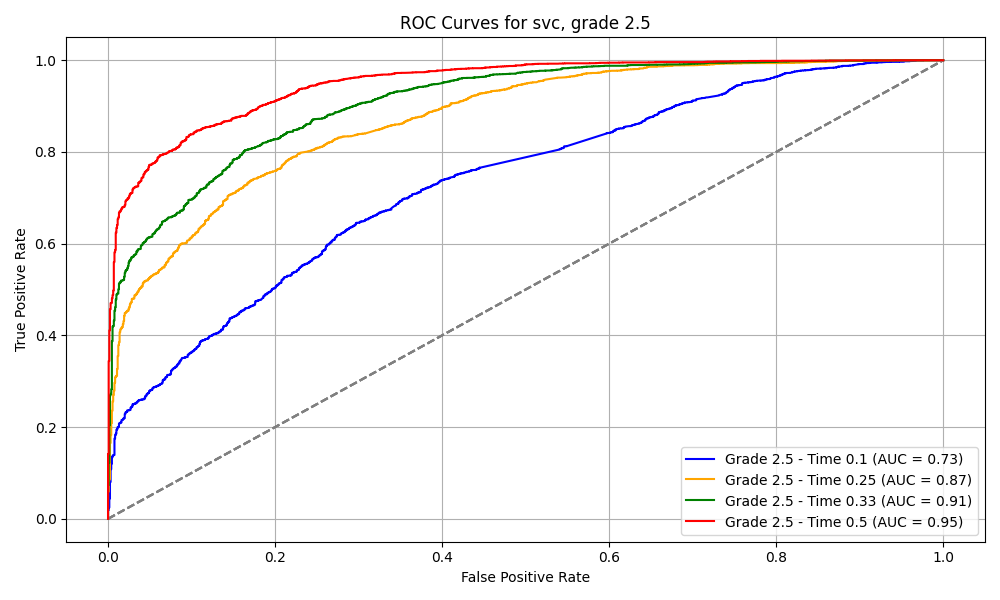 ROC Curves for svc, grade 2.5
True Positive Rate
1.0
0.8
0.6
0.4
0.2
0.0
Grade 2.5 - Time 0.1 (AUC = 0.73)
Grade 2.5 - Time 0.25 (AUC = 0.87)
Grade 2.5 - Time 0.33 (AUC = 0.91)
Grade 2.5 - Time 0.5 (AUC = 0.95)
0.0 0.2 0.4 0.6 0.8 1.0
False Positive Rate